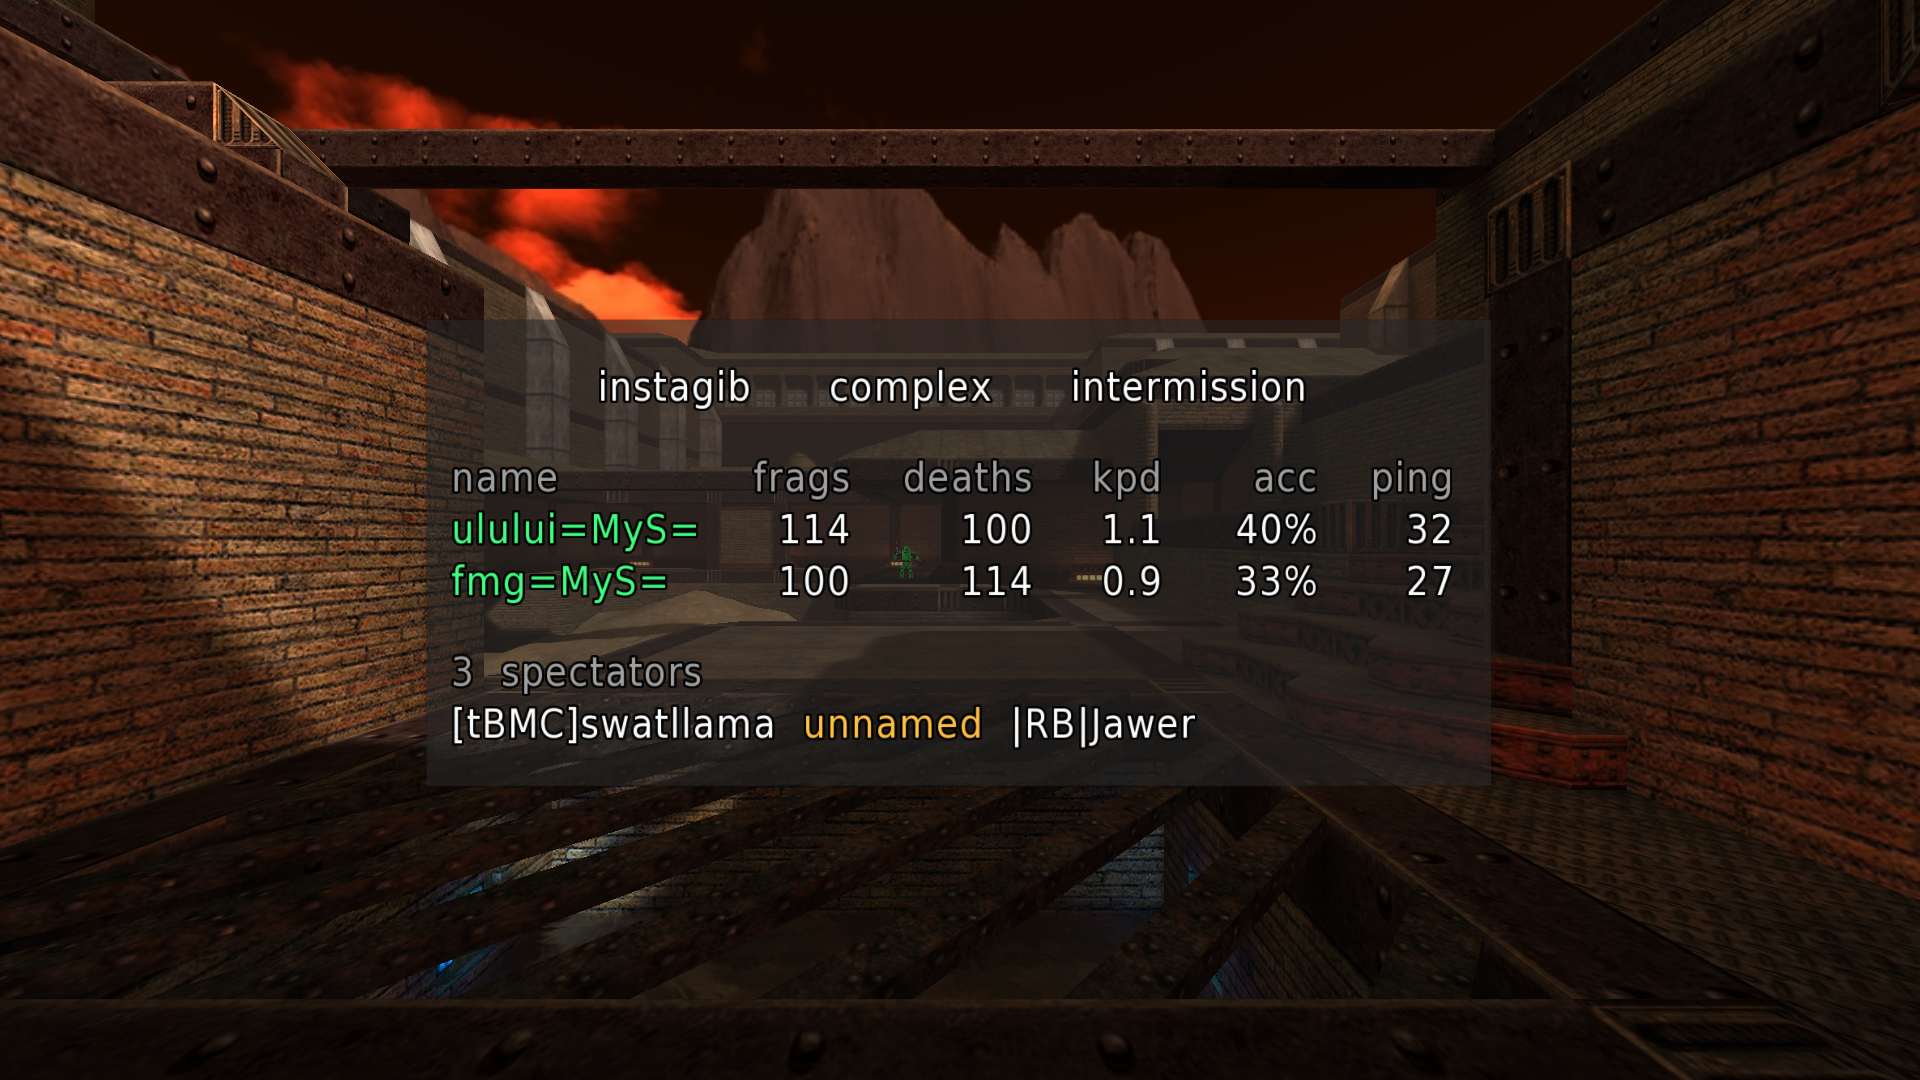 instagib complex intermission
name frags deaths kpd acc ping
ulului=MyS= 114 100 1.1 40% 32
fmg=MyS= 100 114 0.9 33% 27
3 spectators
[tBMC]swatllama unnamed |RB|Jawer